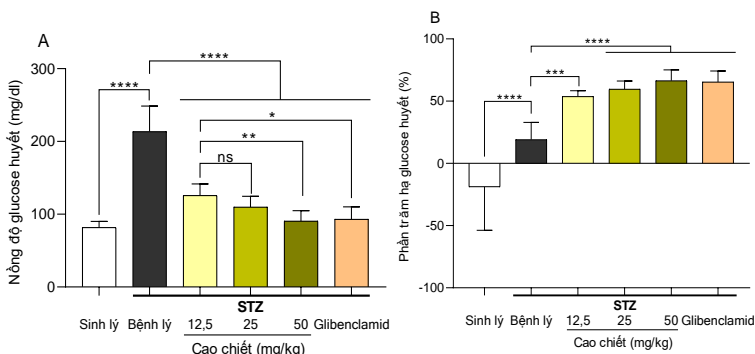 A
Nồng độ glucose huyết (mg/dl)
300
200
100
0
****
****
*
**
ns
STZ
Sinh lý
Bệnh lý
12,5
25
50
Glibenclamid
Cao chiết (mg/kg)
B
Phần trăm hạ glucose huyết (%)
100
50
0
-50
-100
****
***
****
STZ
Sinh lý
Bệnh lý
12,5
25
50
Glibenclamid
Cao chiết (mg/kg)